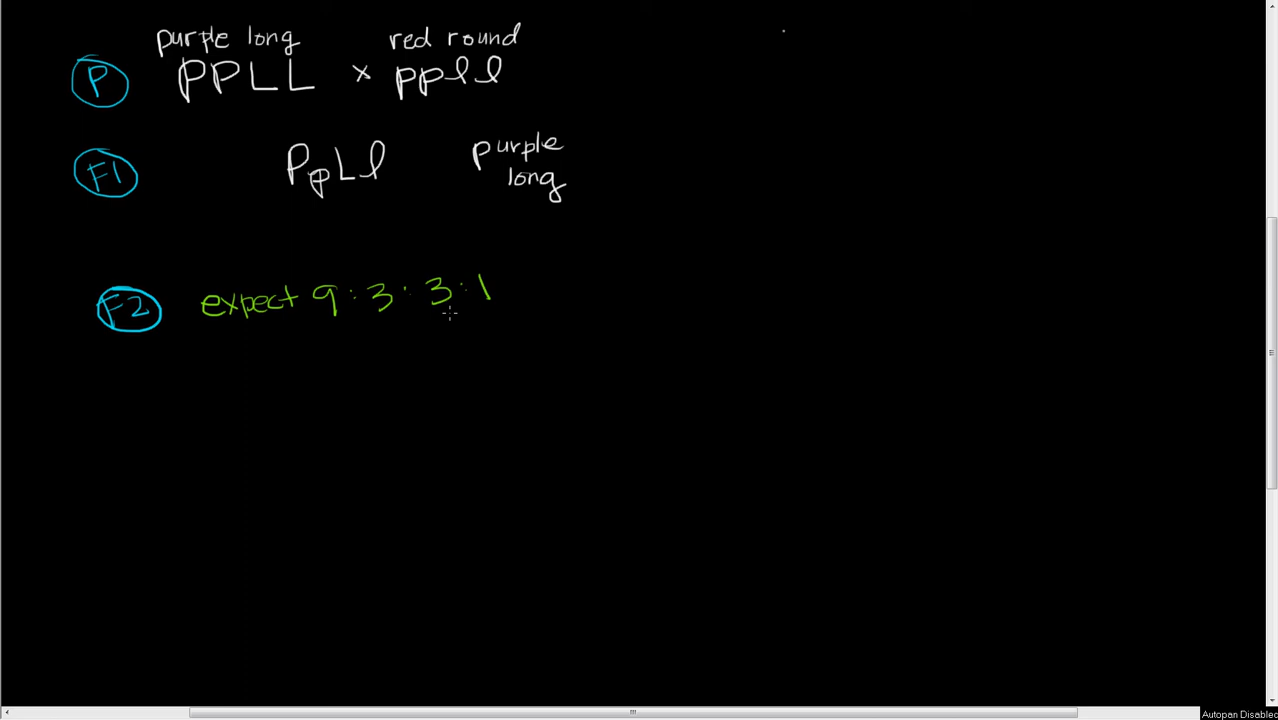 purple long red round
P PPLL x ppll
F1 PpLl purple
long
F2 expect 9:3:3:1
Autopan Disabled